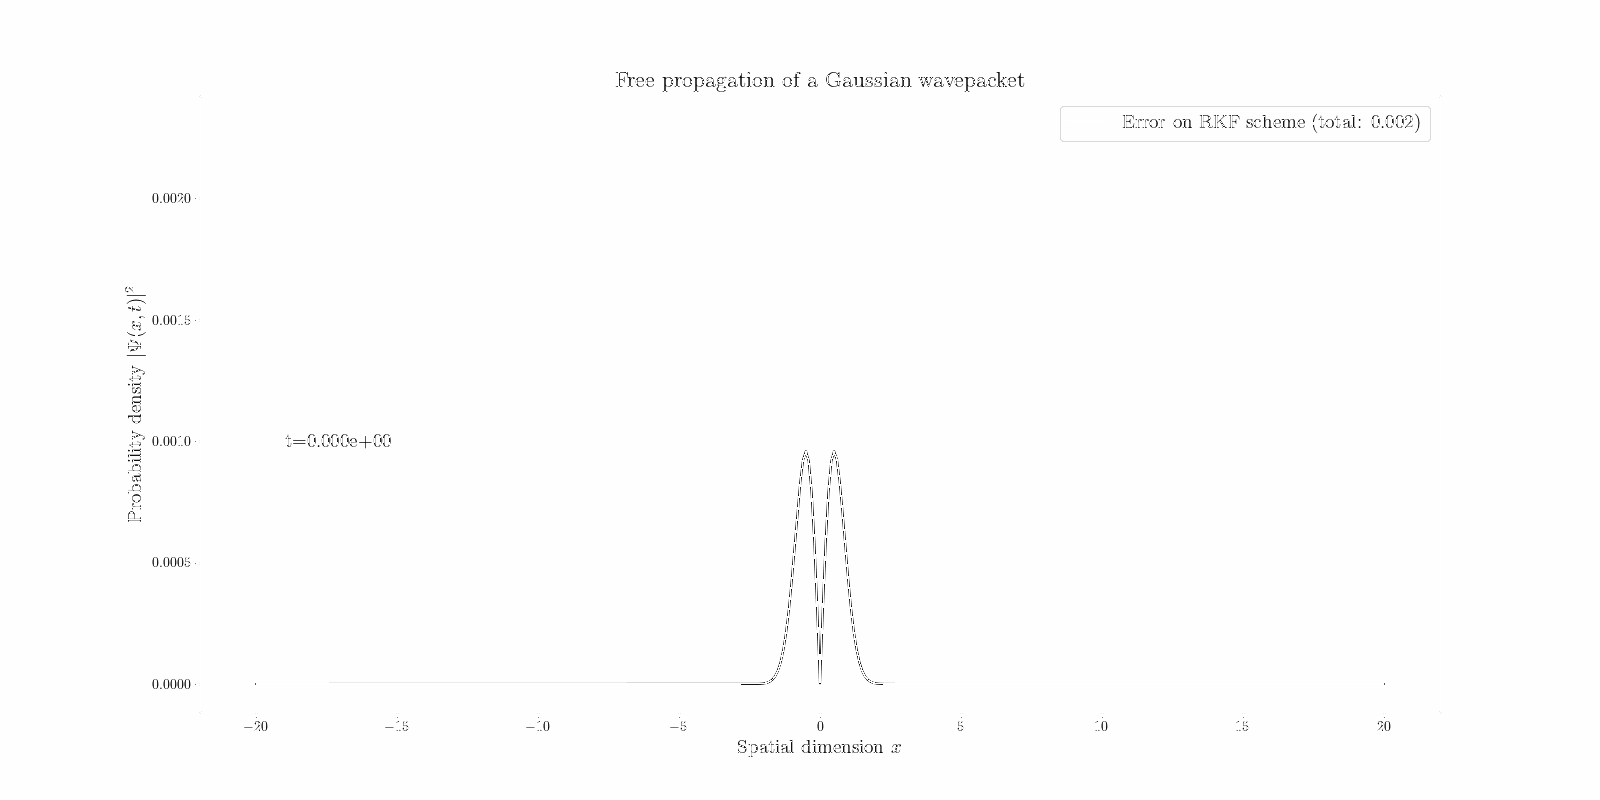 Free propagation of a Gaussian wavepacket
Error on RKF scheme (total: 0.002)
0.0020
0.0015
0.0010
0.0005
0.0000
Probability density |Ψ(x, t)|²
t=0.000e+00
−20 −15 −10 −5 0 5 10 15 20
Spatial dimension x